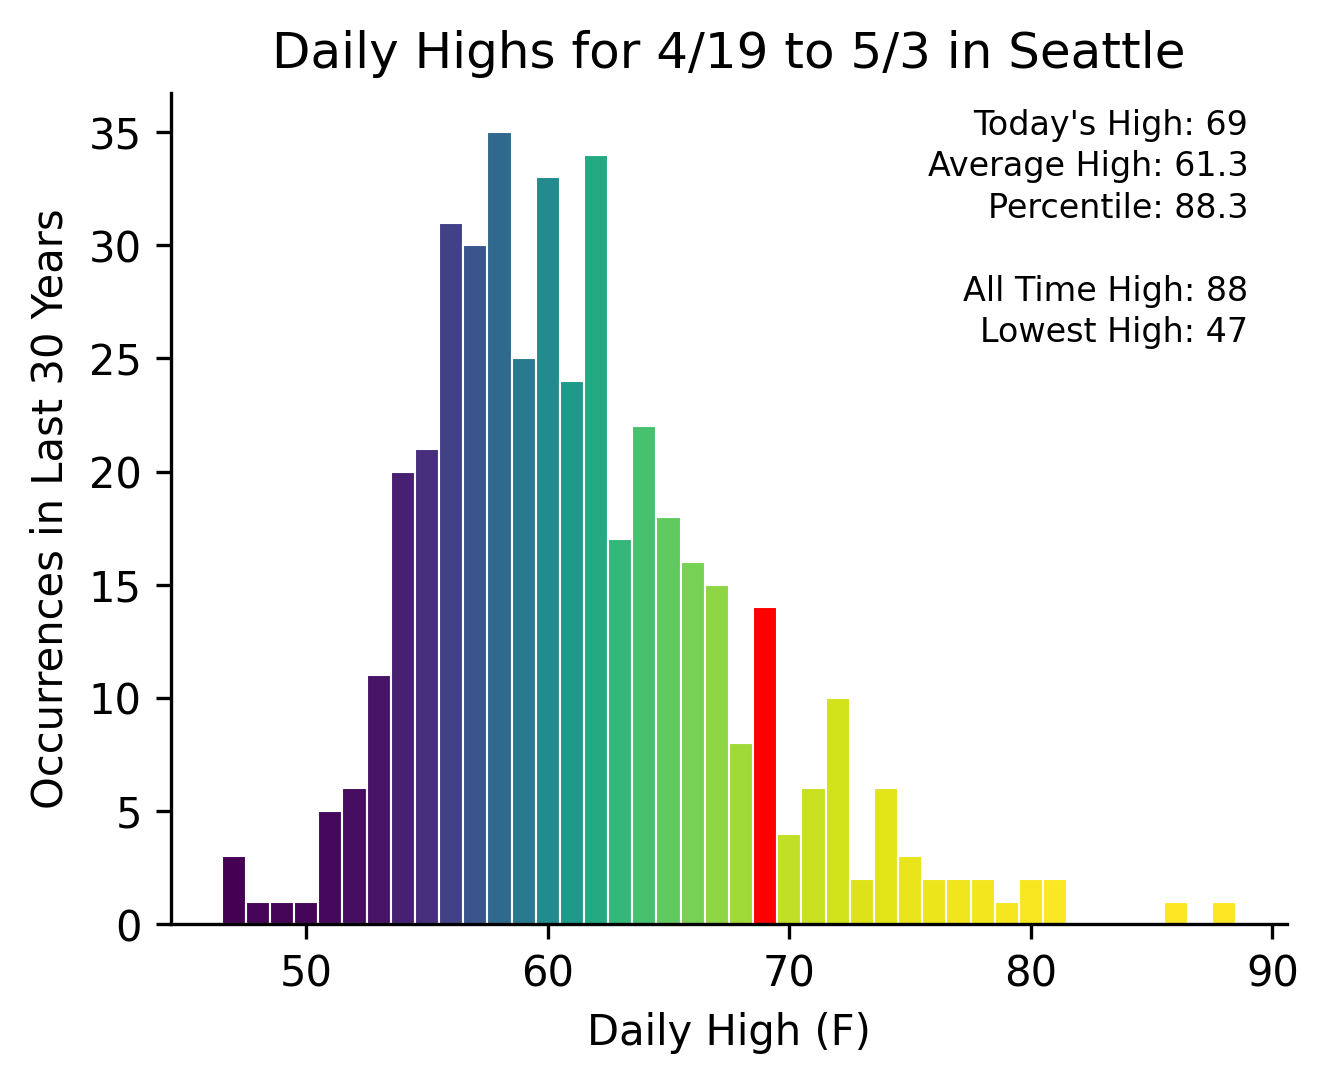 Daily Highs for 4/19 to 5/3 in Seattle
Today's High: 69
Average High: 61.3
Percentile: 88.3
All Time High: 88
Lowest High: 47
Occurrences in Last 30 Years
35
30
25
20
15
10
5
0
50 60 70 80 90
Daily High (F)